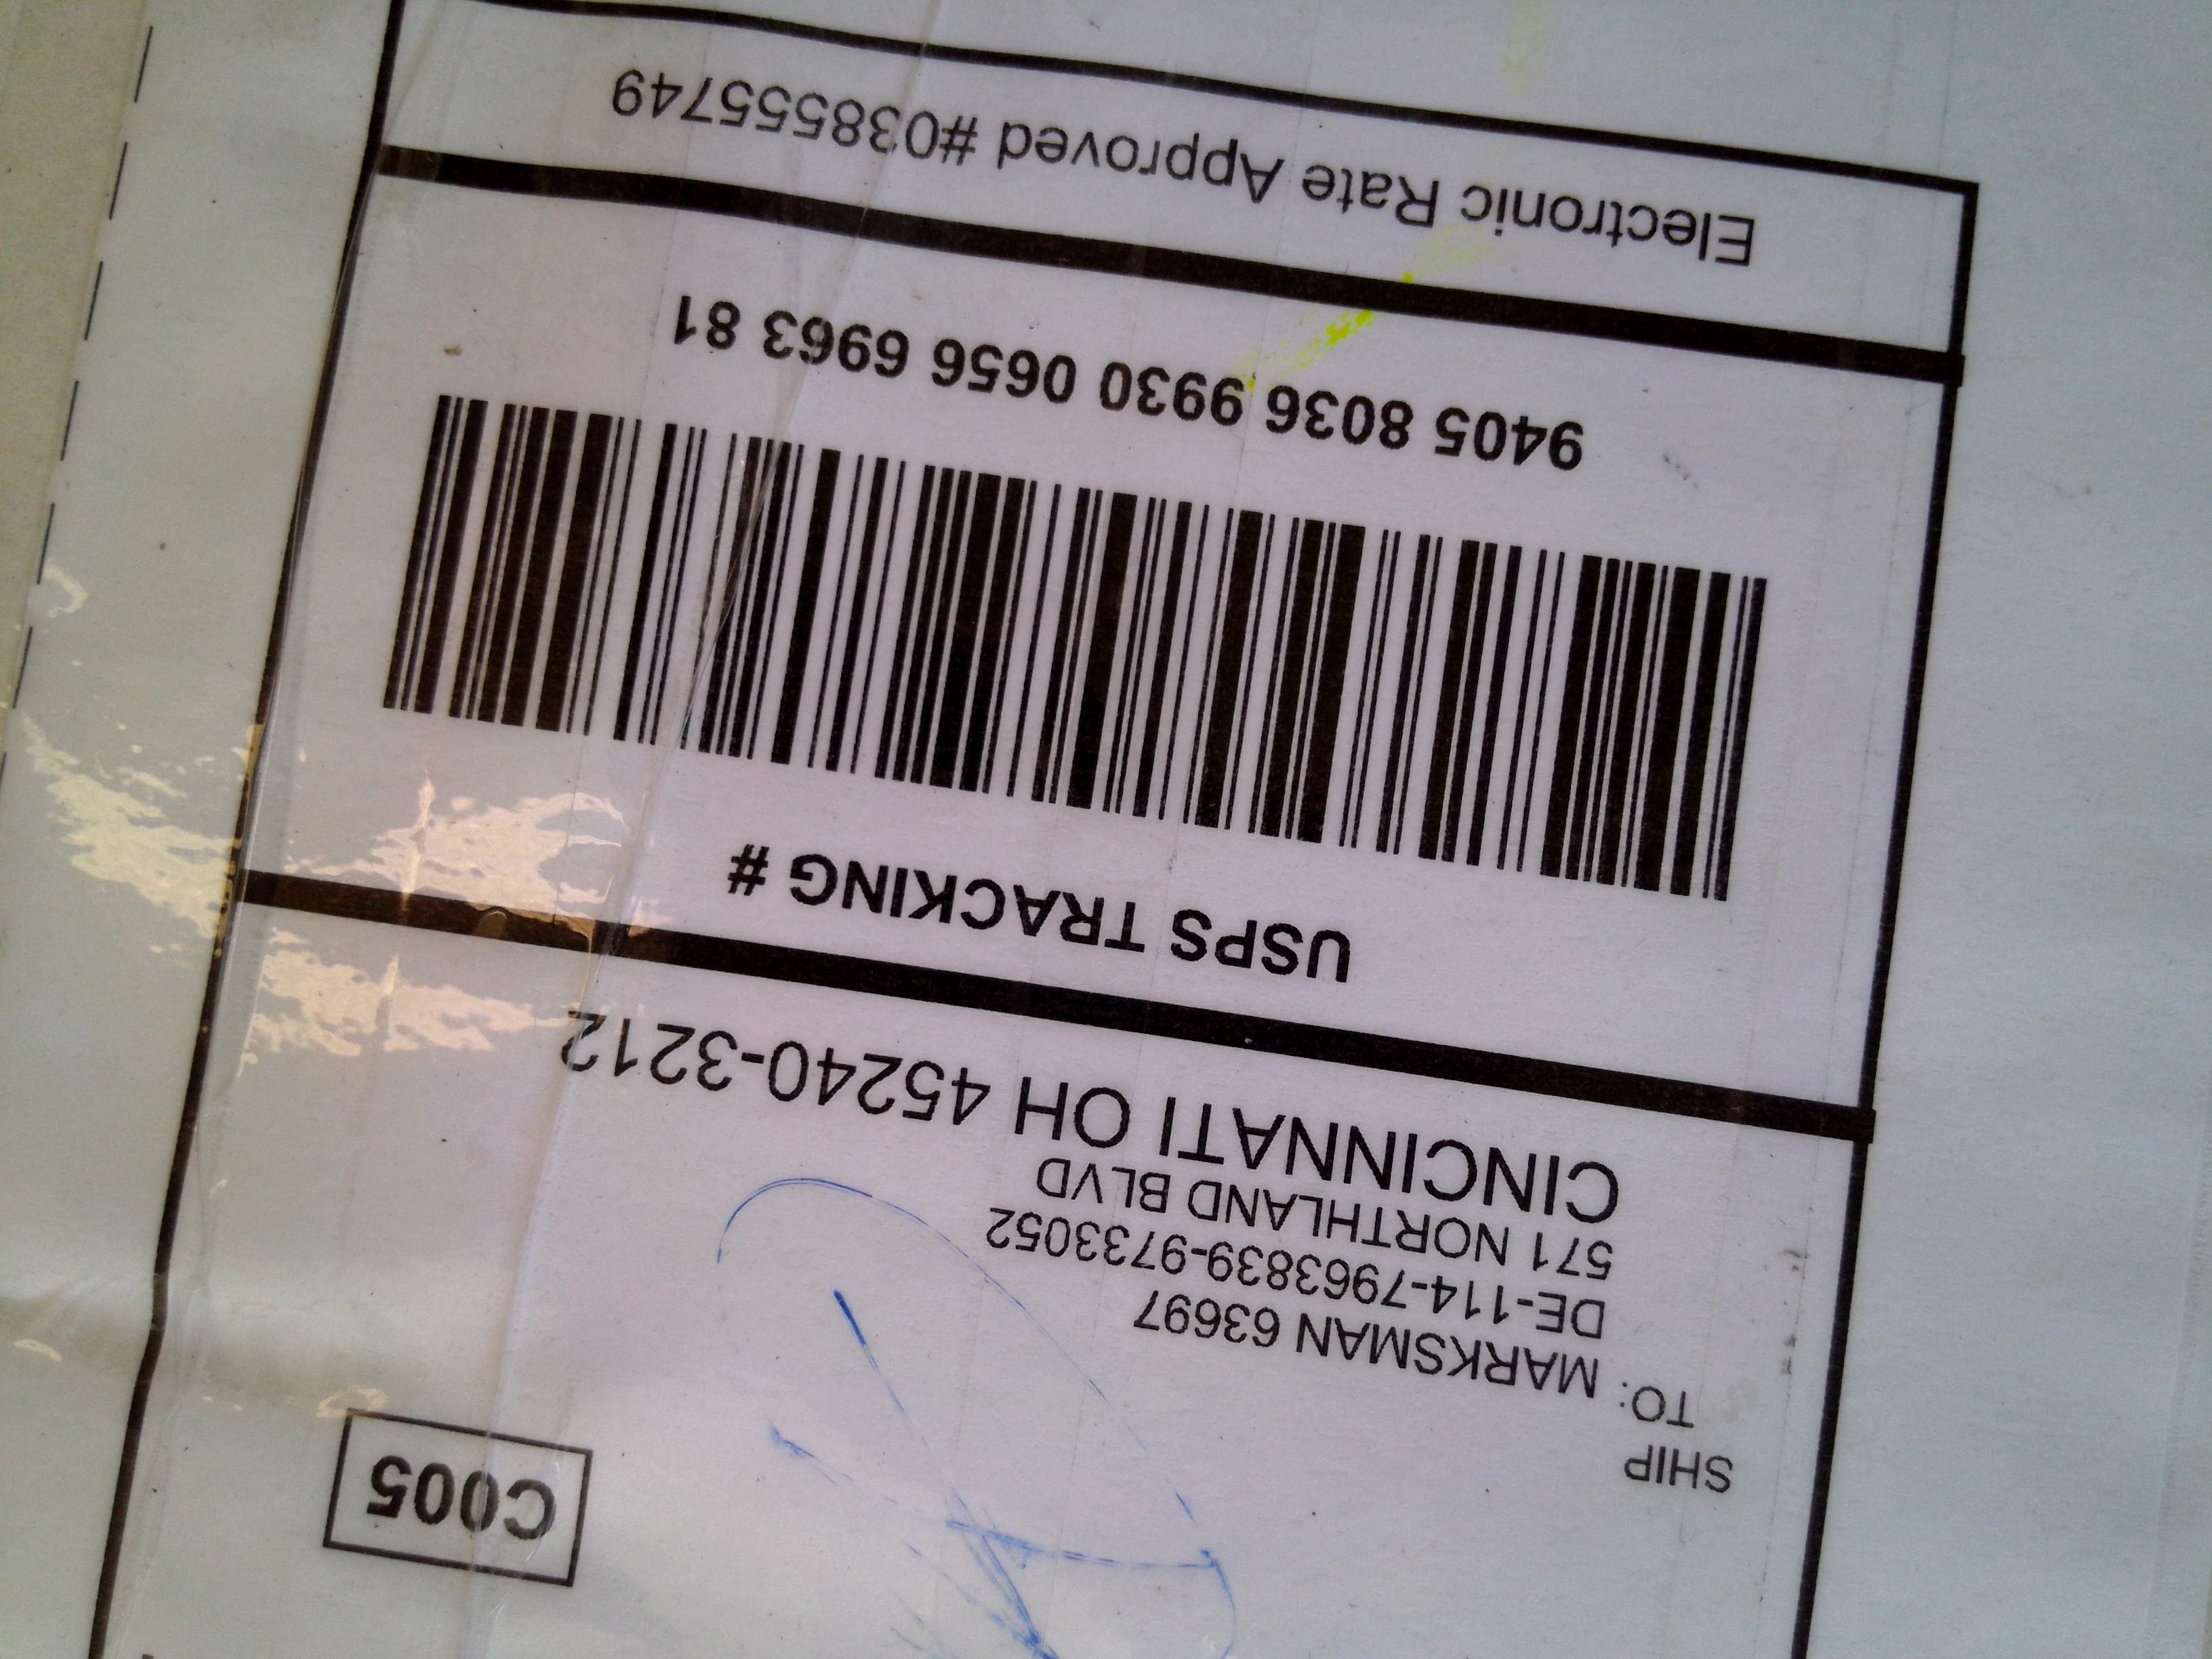 C005
SHIP
TO: MARKSMAN 63697
DE-114-7963839-9733052
571 NORTHLAND BLVD
CINCINNATI OH 45240-3212
USPS TRACKING #
9405 8036 9930 0656 6963 81
Electronic Rate Approved #038555749